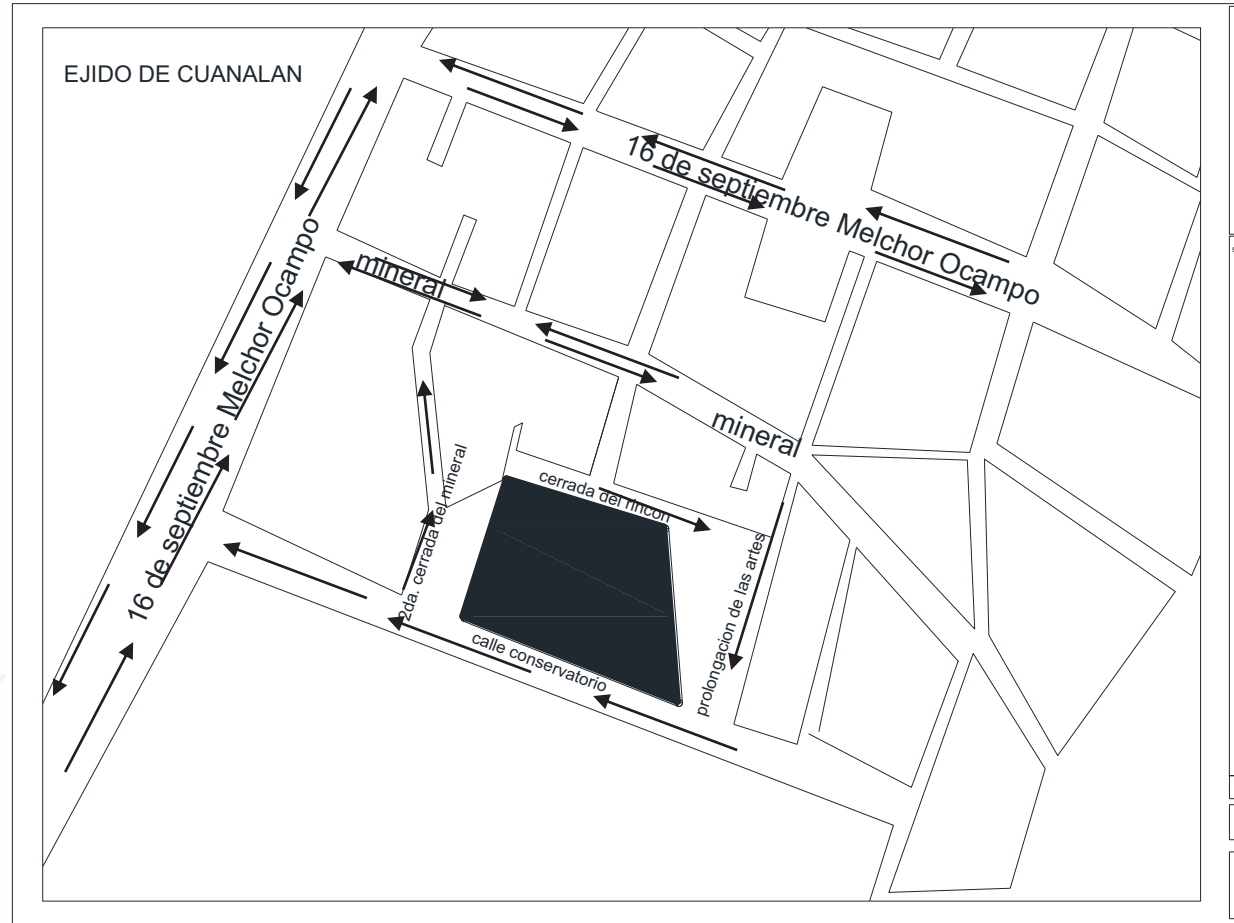 EJIDO DE CUANALAN
16 de septiembre Melchor Ocampo
16 de septiembre Melchor Ocampo
mineral
mineral
cerrada del rincon
2da. cerrada del mineral
prolongacion de las artes
calle conservatorio